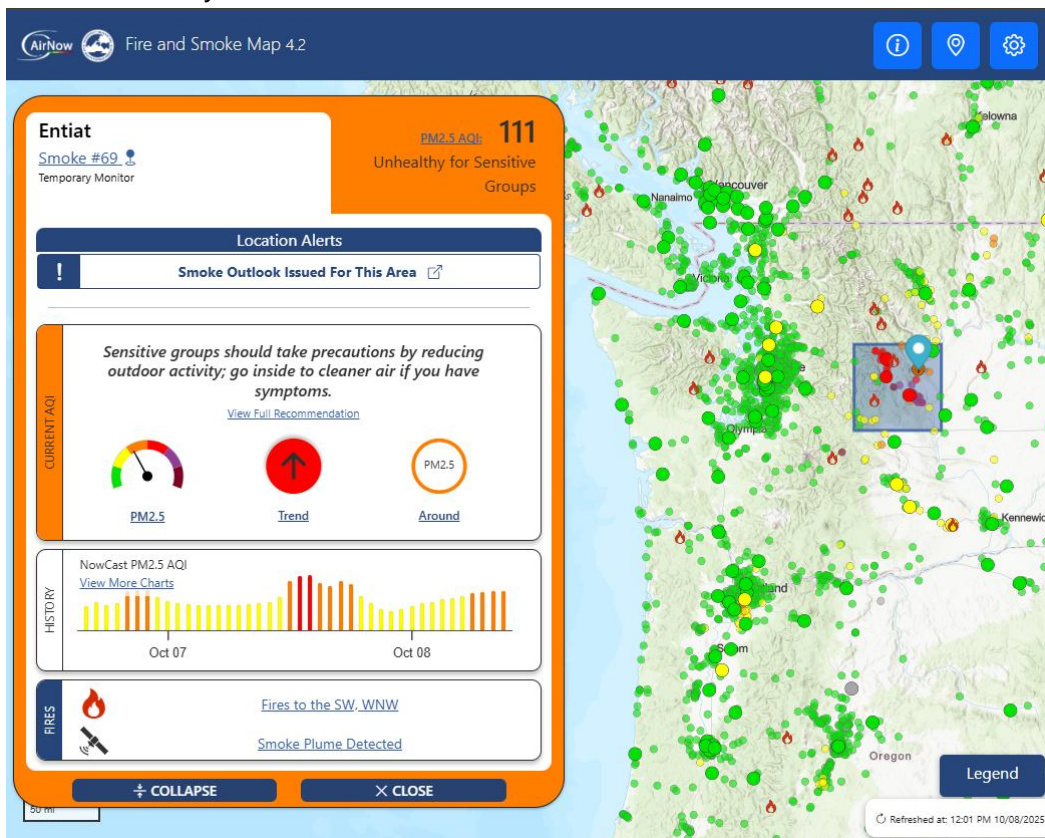 AirNow
Fire and Smoke Map 4.2
Entiat
Smoke #69
Temporary Monitor
PM2.5 AQI: 111
Unhealthy for Sensitive
Groups
Location Alerts
! Smoke Outlook Issued For This Area
CURRENT AQI
Sensitive groups should take precautions by reducing
outdoor activity; go inside to cleaner air if you have
symptoms.
View Full Recommendation
PM2.5
PM2.5
Trend
Around
HISTORY
NowCast PM2.5 AQI
View More Charts
Oct 07
Oct 08
FIRES
Fires to the SW, WNW
Smoke Plume Detected
COLLAPSE
CLOSE
50 mi
Nanaimo
Vancouver
Victoria
Olympia
Kennewic
Oregon
Legend
Refreshed at: 12:01 PM 10/08/2025